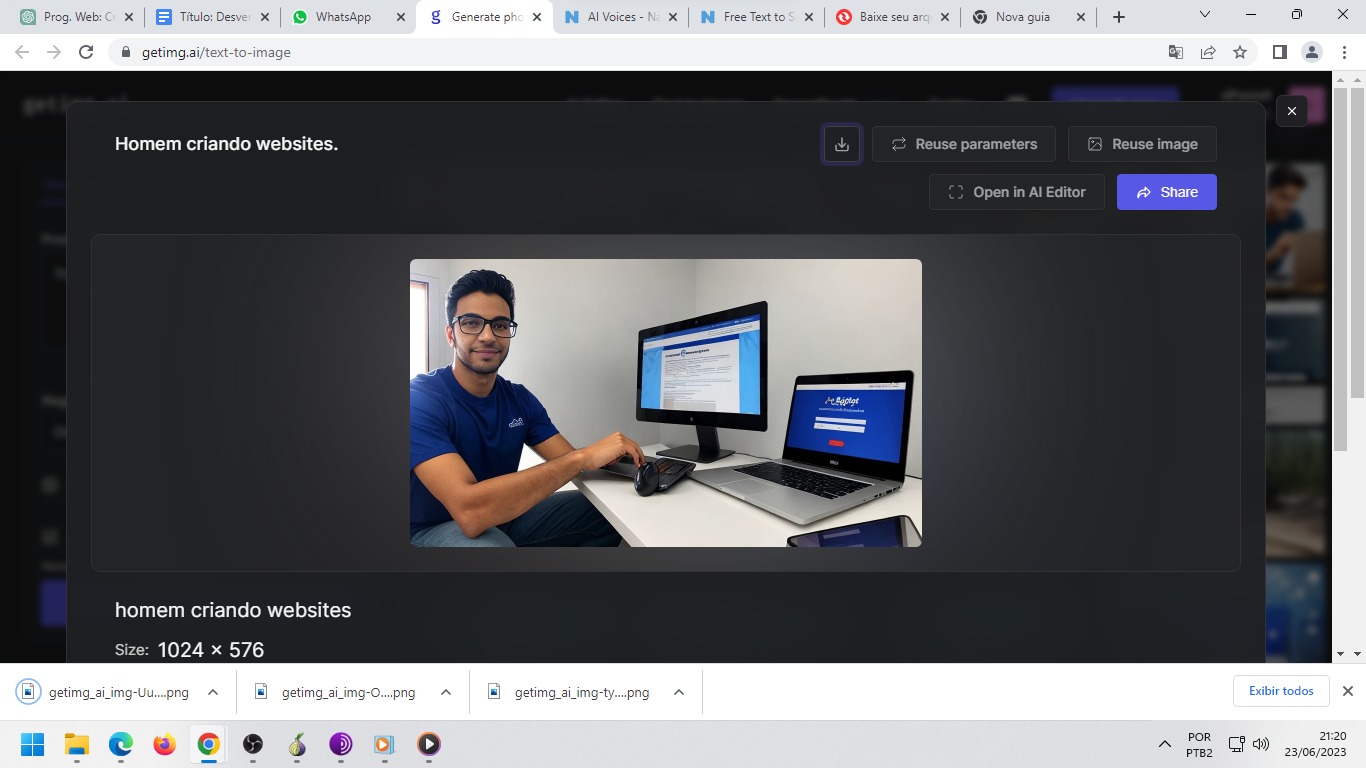 Prog. Web: Cr
Título: Desver
WhatsApp
Generate pho
AI Voices - Na
Free Text to S
Baixe seu arq
Nova guia
getimg.ai/text-to-image
Homem criando websites.
Reuse parameters
Reuse image
Open in AI Editor
Share
homem criando websites
Size: 1024 × 576
getimg_ai_img-Uu....png
getimg_ai_img-O....png
getimg_ai_img-ty....png
Exibir todos
POR
PTB2
21:20
23/06/2023